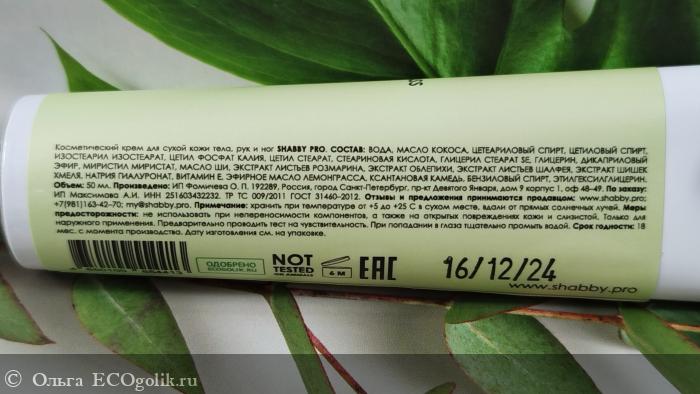 Косметический крем для сухой кожи тела, рук и ног SHABBY PRO. СОСТАВ: ВОДА, МАСЛО КОКОСА, ЦЕТЕАРИЛОВЫЙ СПИРТ, ЦЕТИЛОВЫЙ СПИРТ,
ИЗОСТЕАРИЛ ИЗОСТЕАРАТ, ЦЕТИЛ ФОСФАТ КАЛИЯ, ЦЕТИЛ СТЕАРАТ, СТЕАРИНОВАЯ КИСЛОТА, ГЛИЦЕРИЛ СТЕАРАТ SE, ГЛИЦЕРИН, ДИКАПРИЛОВЫЙ
ЭФИР, МИРИСТИЛ МИРИСТАТ, МАСЛО ШИ, ЭКСТРАКТ ЛИСТЬЕВ РОЗМАРИНА, ЭКСТРАКТ ОБЛЕПИХИ, ЭКСТРАКТ ЛИСТЬЕВ ШАЛФЕЯ, ЭКСТРАКТ ШИШЕК
ХМЕЛЯ, НАТРИЯ ГИАЛУРОНАТ, ВИТАМИН Е, ЭФИРНОЕ МАСЛО ЛЕМОНГРАССА, КСАНТАНОВАЯ КАМЕДЬ, БЕНЗИЛОВЫЙ СПИРТ, ЭТИЛГЕКСИЛГЛИЦЕРИН.
Объем: 50 мл. Произведено: ИП Фомичева О. П. 192289, Россия, город Санкт-Петербург, пр-кт Девятого Января, дом 9 корпус 1, оф 48-49. По заказу:
ИП Максимова А.И. ИНН 251603432232. ТР ТС 009/2011 ГОСТ 31460-2012. Отзывы и предложения принимаются продавцом: www.shabby.pro;
+7(981)163-42-70; my@shabby.pro. Примечание: хранить при температуре от +5 до +25 С в сухом месте, вдали от прямых солнечных лучей. Меры
предосторожности: не использовать при непереносимости компонентов, а также на открытых повреждениях кожи и слизистой. Только для
наружного применения. Предварительно проводить тест на чувствительность. При попадании в глаза тщательно промыть водой. Срок годности: 18
мес. с момента производства. Дату изготовления см. на упаковке.
ОДОБРЕНО
ECOGOLIK.RU
NOT
TESTED
ON ANIMALS
6 M
EAC
16/12/24
www.shabby.pro
© Ольга ECOgolik.ru